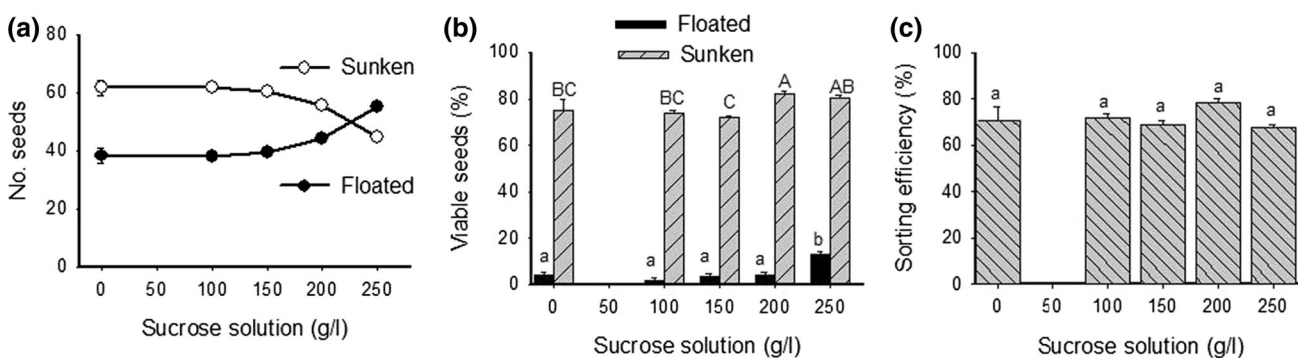 (a)
80
60
40
20
0
No. seeds
Sunken
Floated
0 50 100 150 200 250
Sucrose solution (g/l)
(b)
Floated
Sunken
100
80
60
40
20
0
Viable seeds (%)
BC BC C A AB
a a a a b
0 50 100 150 200 250
Sucrose solution (g/l)
(c)
100
80
60
40
20
0
Sorting efficiency (%)
a a a a a
0 50 100 150 200 250
Sucrose solution (g/l)